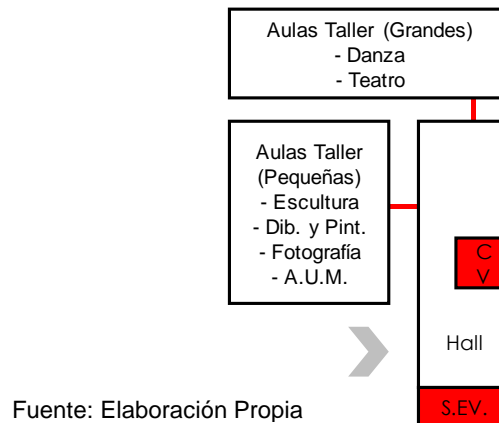 Aulas Taller (Grandes)
- Danza
- Teatro
Aulas Taller
(Pequeñas)
- Escultura
- Dib. y Pint.
- Fotografía
- A.U.M.
C
V
Hall
S.EV.
Fuente: Elaboración Propia